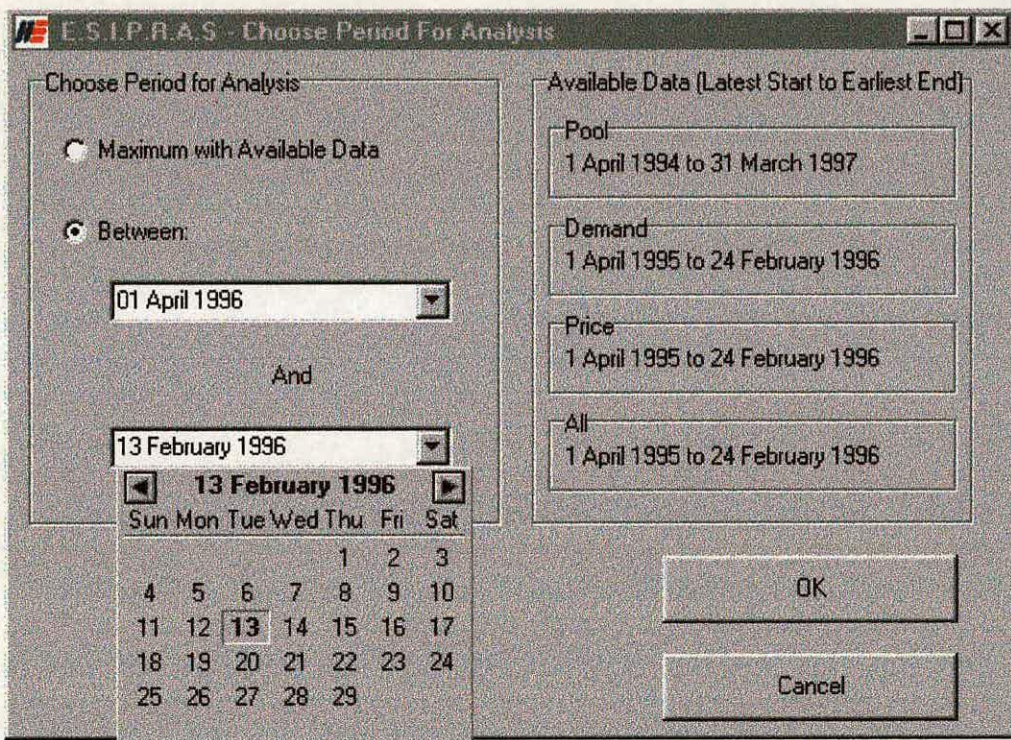 E.S.I.P.R.A.S - Choose Period For Analysis
Choose Period for Analysis
Maximum with Available Data
Between:
01 April 1996
And
13 February 1996
13 February 1996
Sun Mon Tue Wed Thu Fri Sat
1 2 3
4 5 6 7 8 9 10
11 12 13 14 15 16 17
18 19 20 21 22 23 24
25 26 27 28 29
Available Data (Latest Start to Earliest End)
Pool
1 April 1994 to 31 March 1997
Demand
1 April 1995 to 24 February 1996
Price
1 April 1995 to 24 February 1996
All
1 April 1995 to 24 February 1996
OK
Cancel